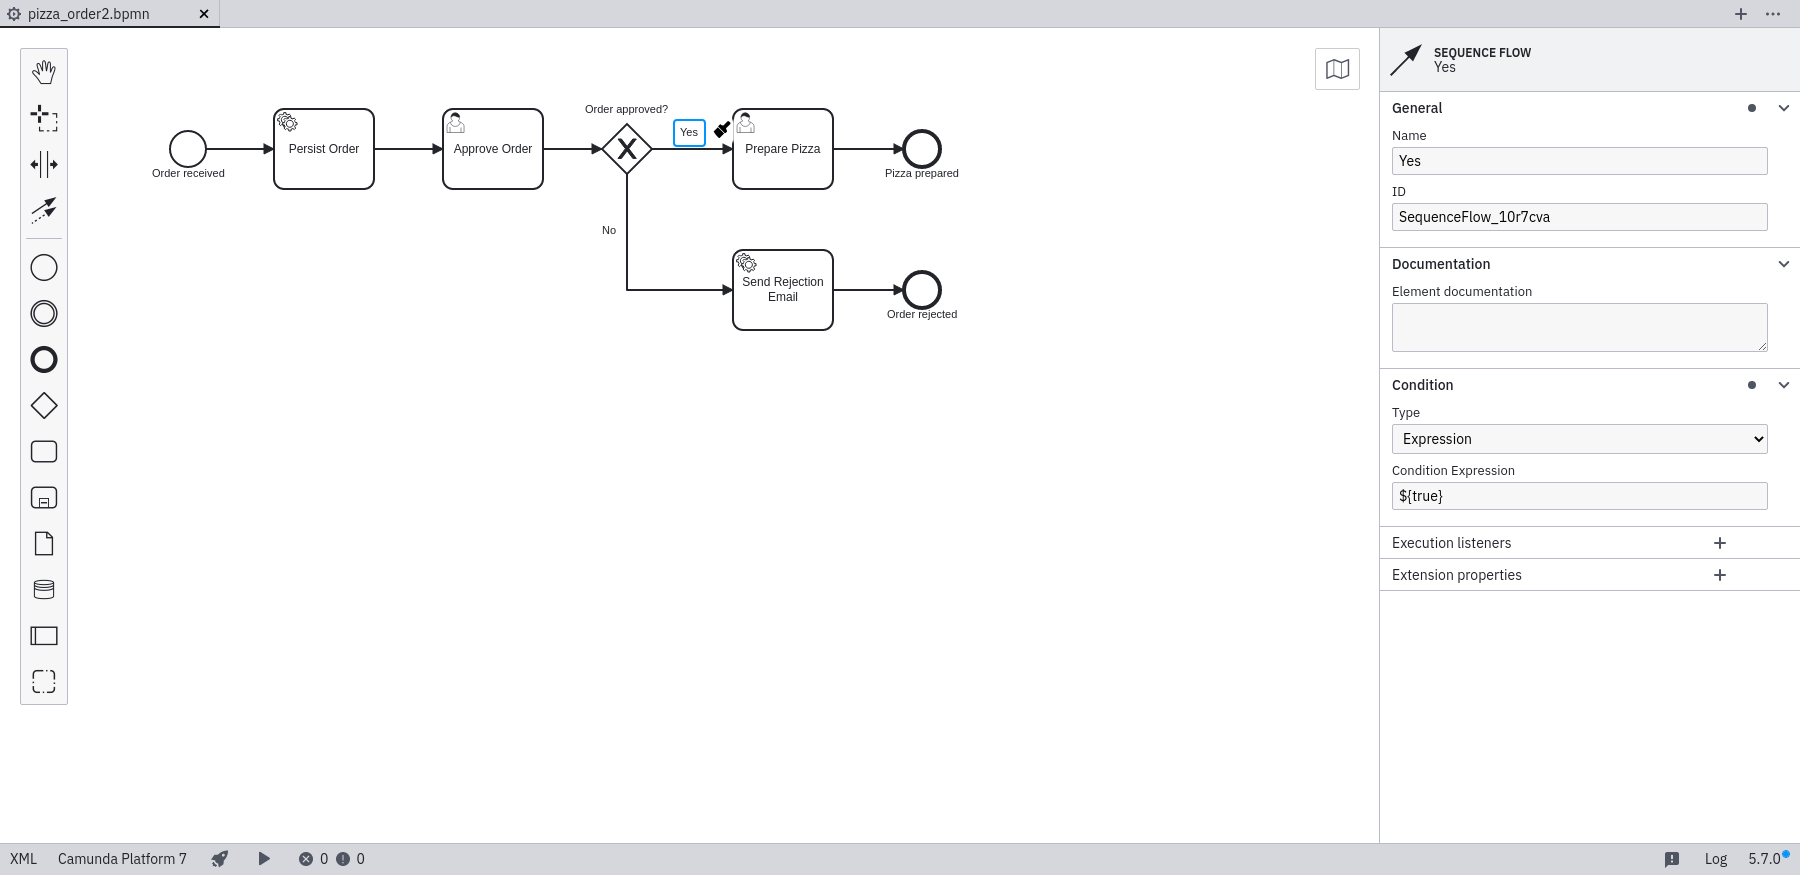 pizza_order2.bpmn
SEQUENCE FLOW
Yes
General
Name
Yes
ID
SequenceFlow_10r7cva
Documentation
Element documentation
Condition
Type
Expression
Condition Expression
${true}
Execution listeners
Extension properties
Order received
Persist Order
Approve Order
Order approved?
Yes
Prepare Pizza
Pizza prepared
No
Send Rejection
Email
Order rejected
XML
Camunda Platform 7
0
0
Log
5.7.0